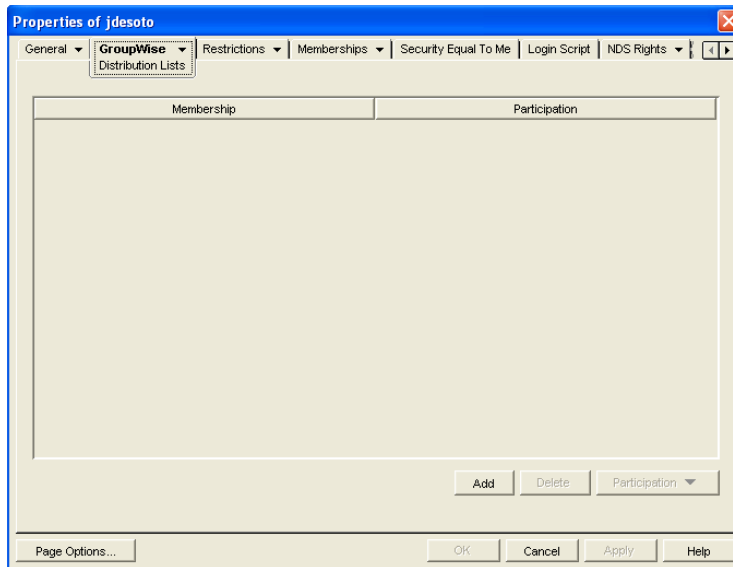 Properties of jdesoto
General GroupWise Restrictions Memberships Security Equal To Me Login Script NDS Rights
Distribution Lists
Membership Participation
Add Delete Participation
Page Options... OK Cancel Apply Help